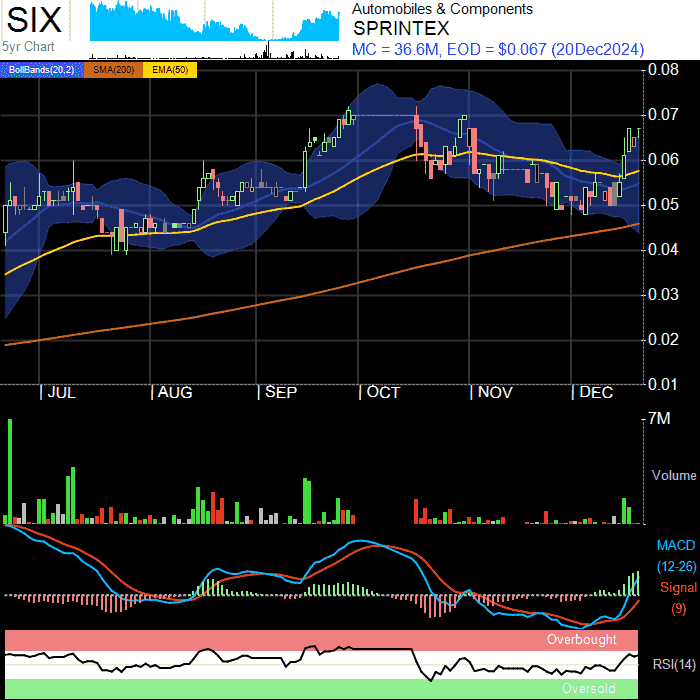 SIX
5yr Chart
Automobiles & Components
SPRINTEX
MC = 36.6M, EOD = $0.067 (20Dec2024)
BollBands(20,2) SMA(200) EMA(50)
0.08
0.07
0.06
0.05
0.04
0.03
0.02
0.01
| JUL | AUG | SEP | OCT | NOV | DEC
7M
Volume
MACD
(12-26)
Signal
(9)
Overbought
RSI(14)
Oversold